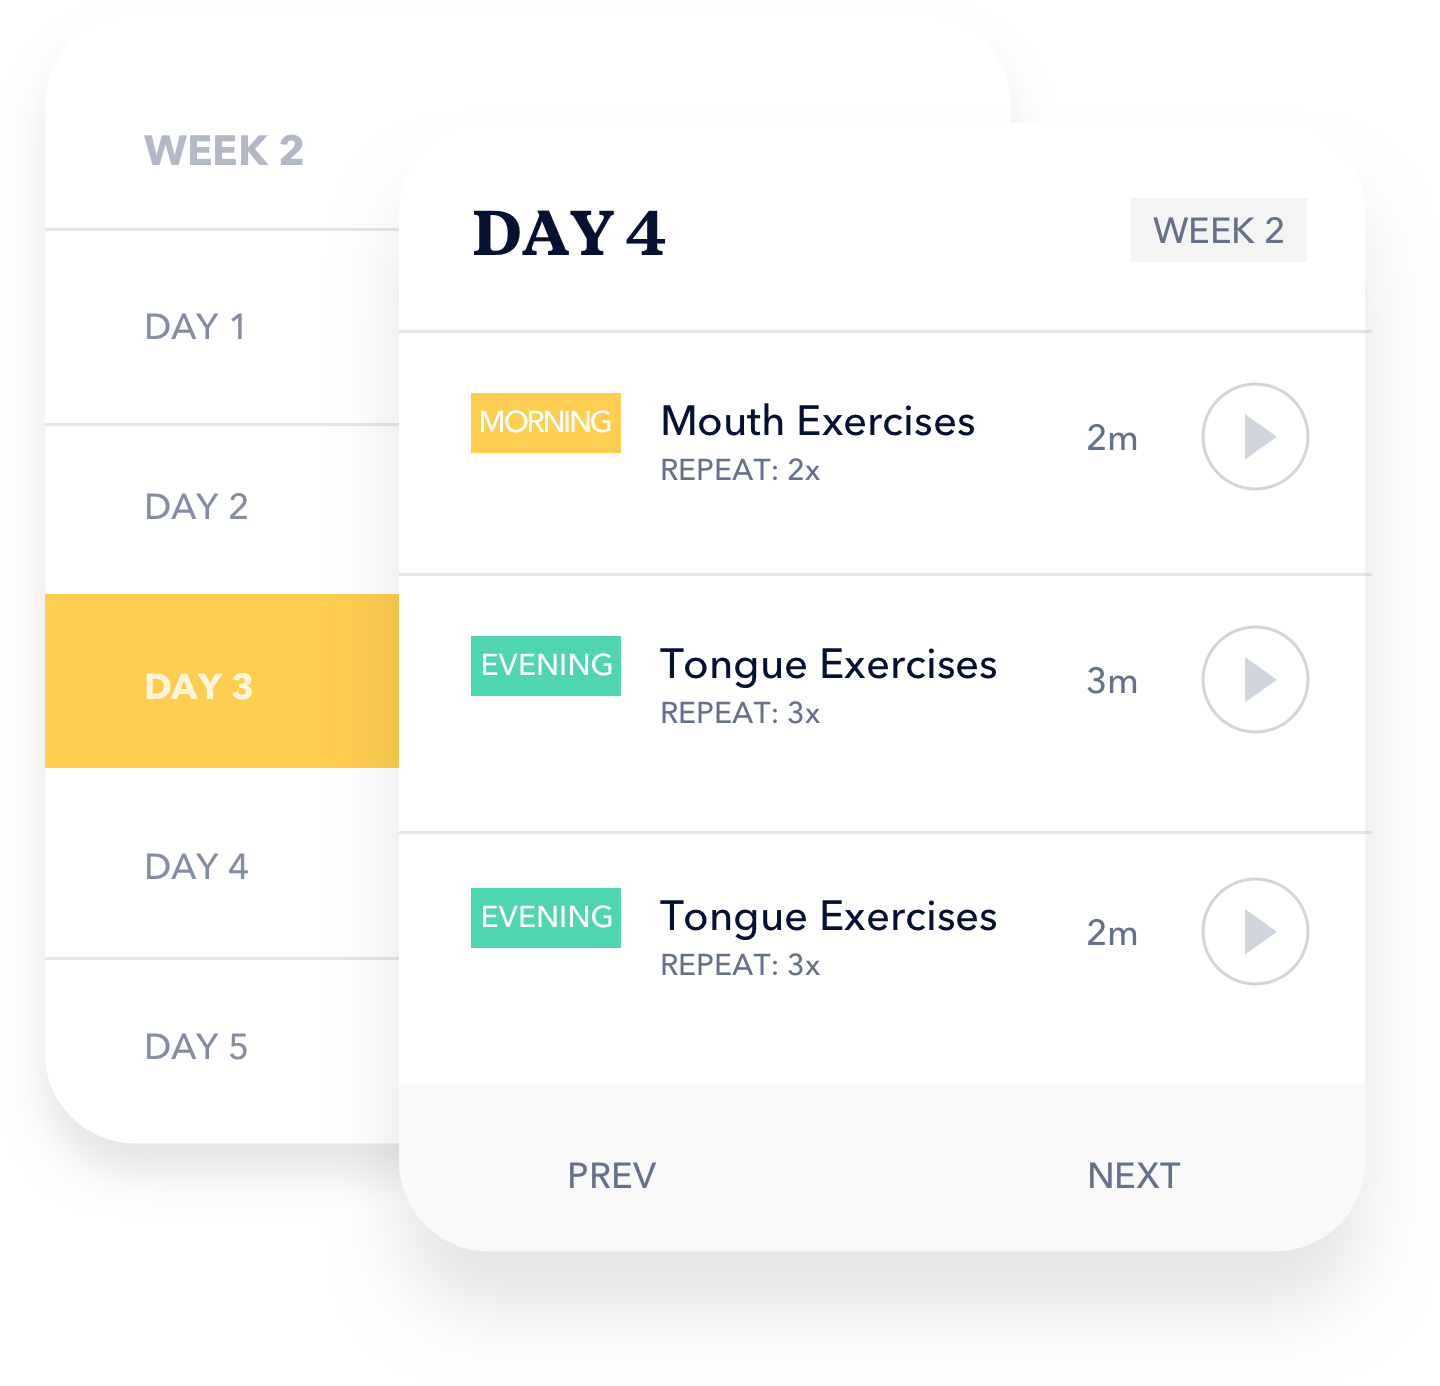 WEEK 2
DAY 1
DAY 2
DAY 3
DAY 4
DAY 5
DAY 4
WEEK 2
MORNING
Mouth Exercises
REPEAT: 2x
2m
EVENING
Tongue Exercises
REPEAT: 3x
3m
EVENING
Tongue Exercises
REPEAT: 3x
2m
PREV
NEXT